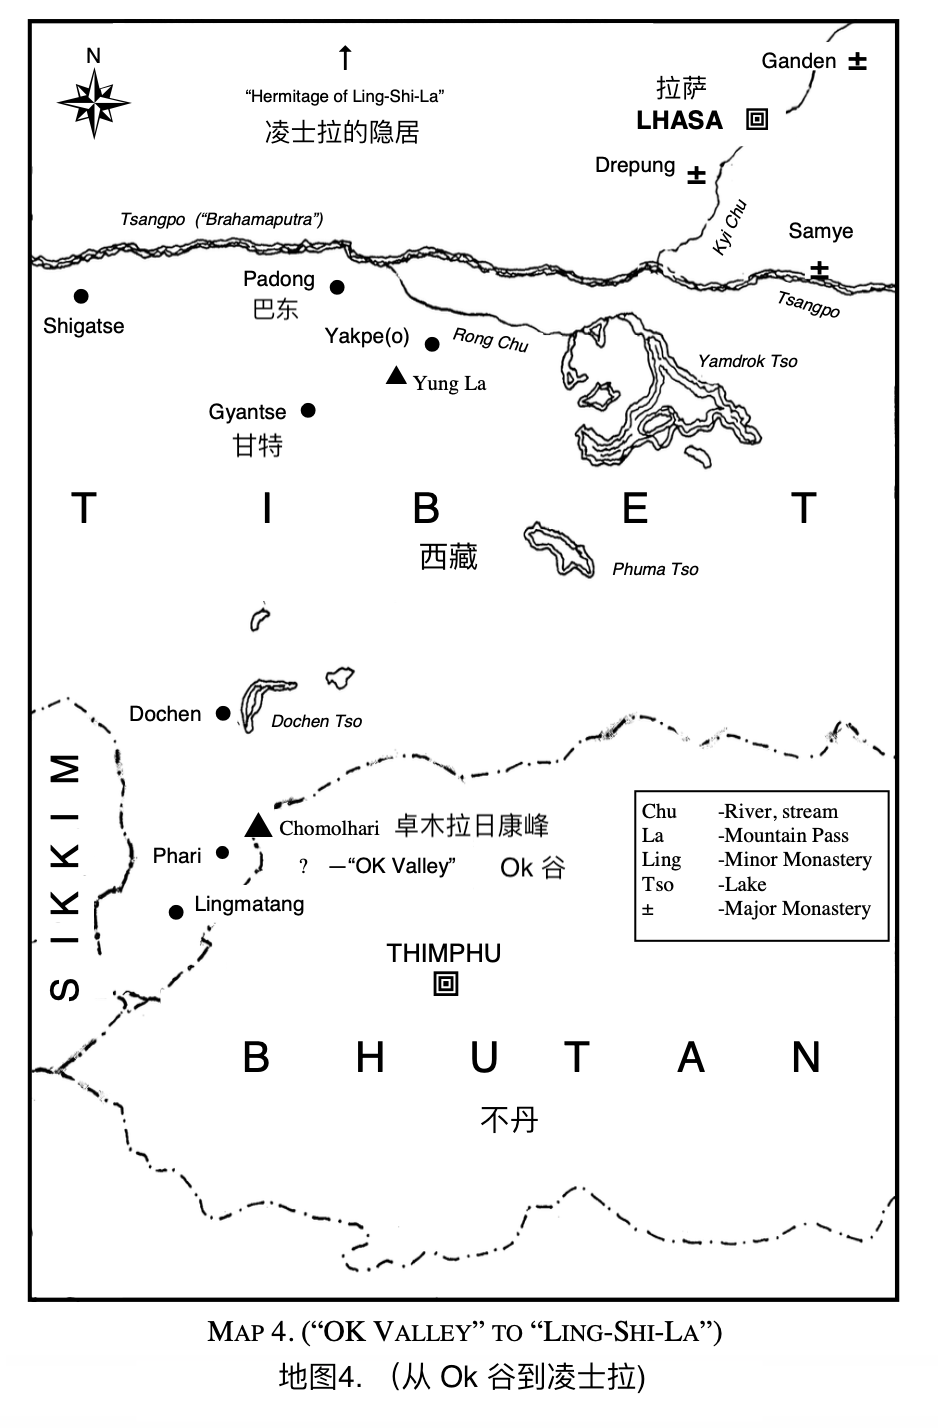 N
↑
“Hermitage of Ling-Shi-La”
凌士拉的隐居
Ganden ±
拉萨
LHASA
Drepung ±
Kyi Chu
Samye
±
Tsangpo (“Brahamaputra”)
Tsangpo
Padong
巴东
Shigatse
Yakpe(o)
Rong Chu
Yamdrok Tso
Yung La
Gyantse
甘特
T I B E T
西藏
Phuma Tso
Dochen
Dochen Tso
SIKKIM
Chomolhari 卓木拉日康峰
Phari
? —“OK Valley” Ok 谷
Lingmatang
Chu -River, stream
La -Mountain Pass
Ling -Minor Monastery
Tso -Lake
± -Major Monastery
THIMPHU
B H U T A N
不丹
MAP 4. (“OK VALLEY” TO “LING-SHI-LA”)
地图4. （从 Ok 谷到凌士拉)